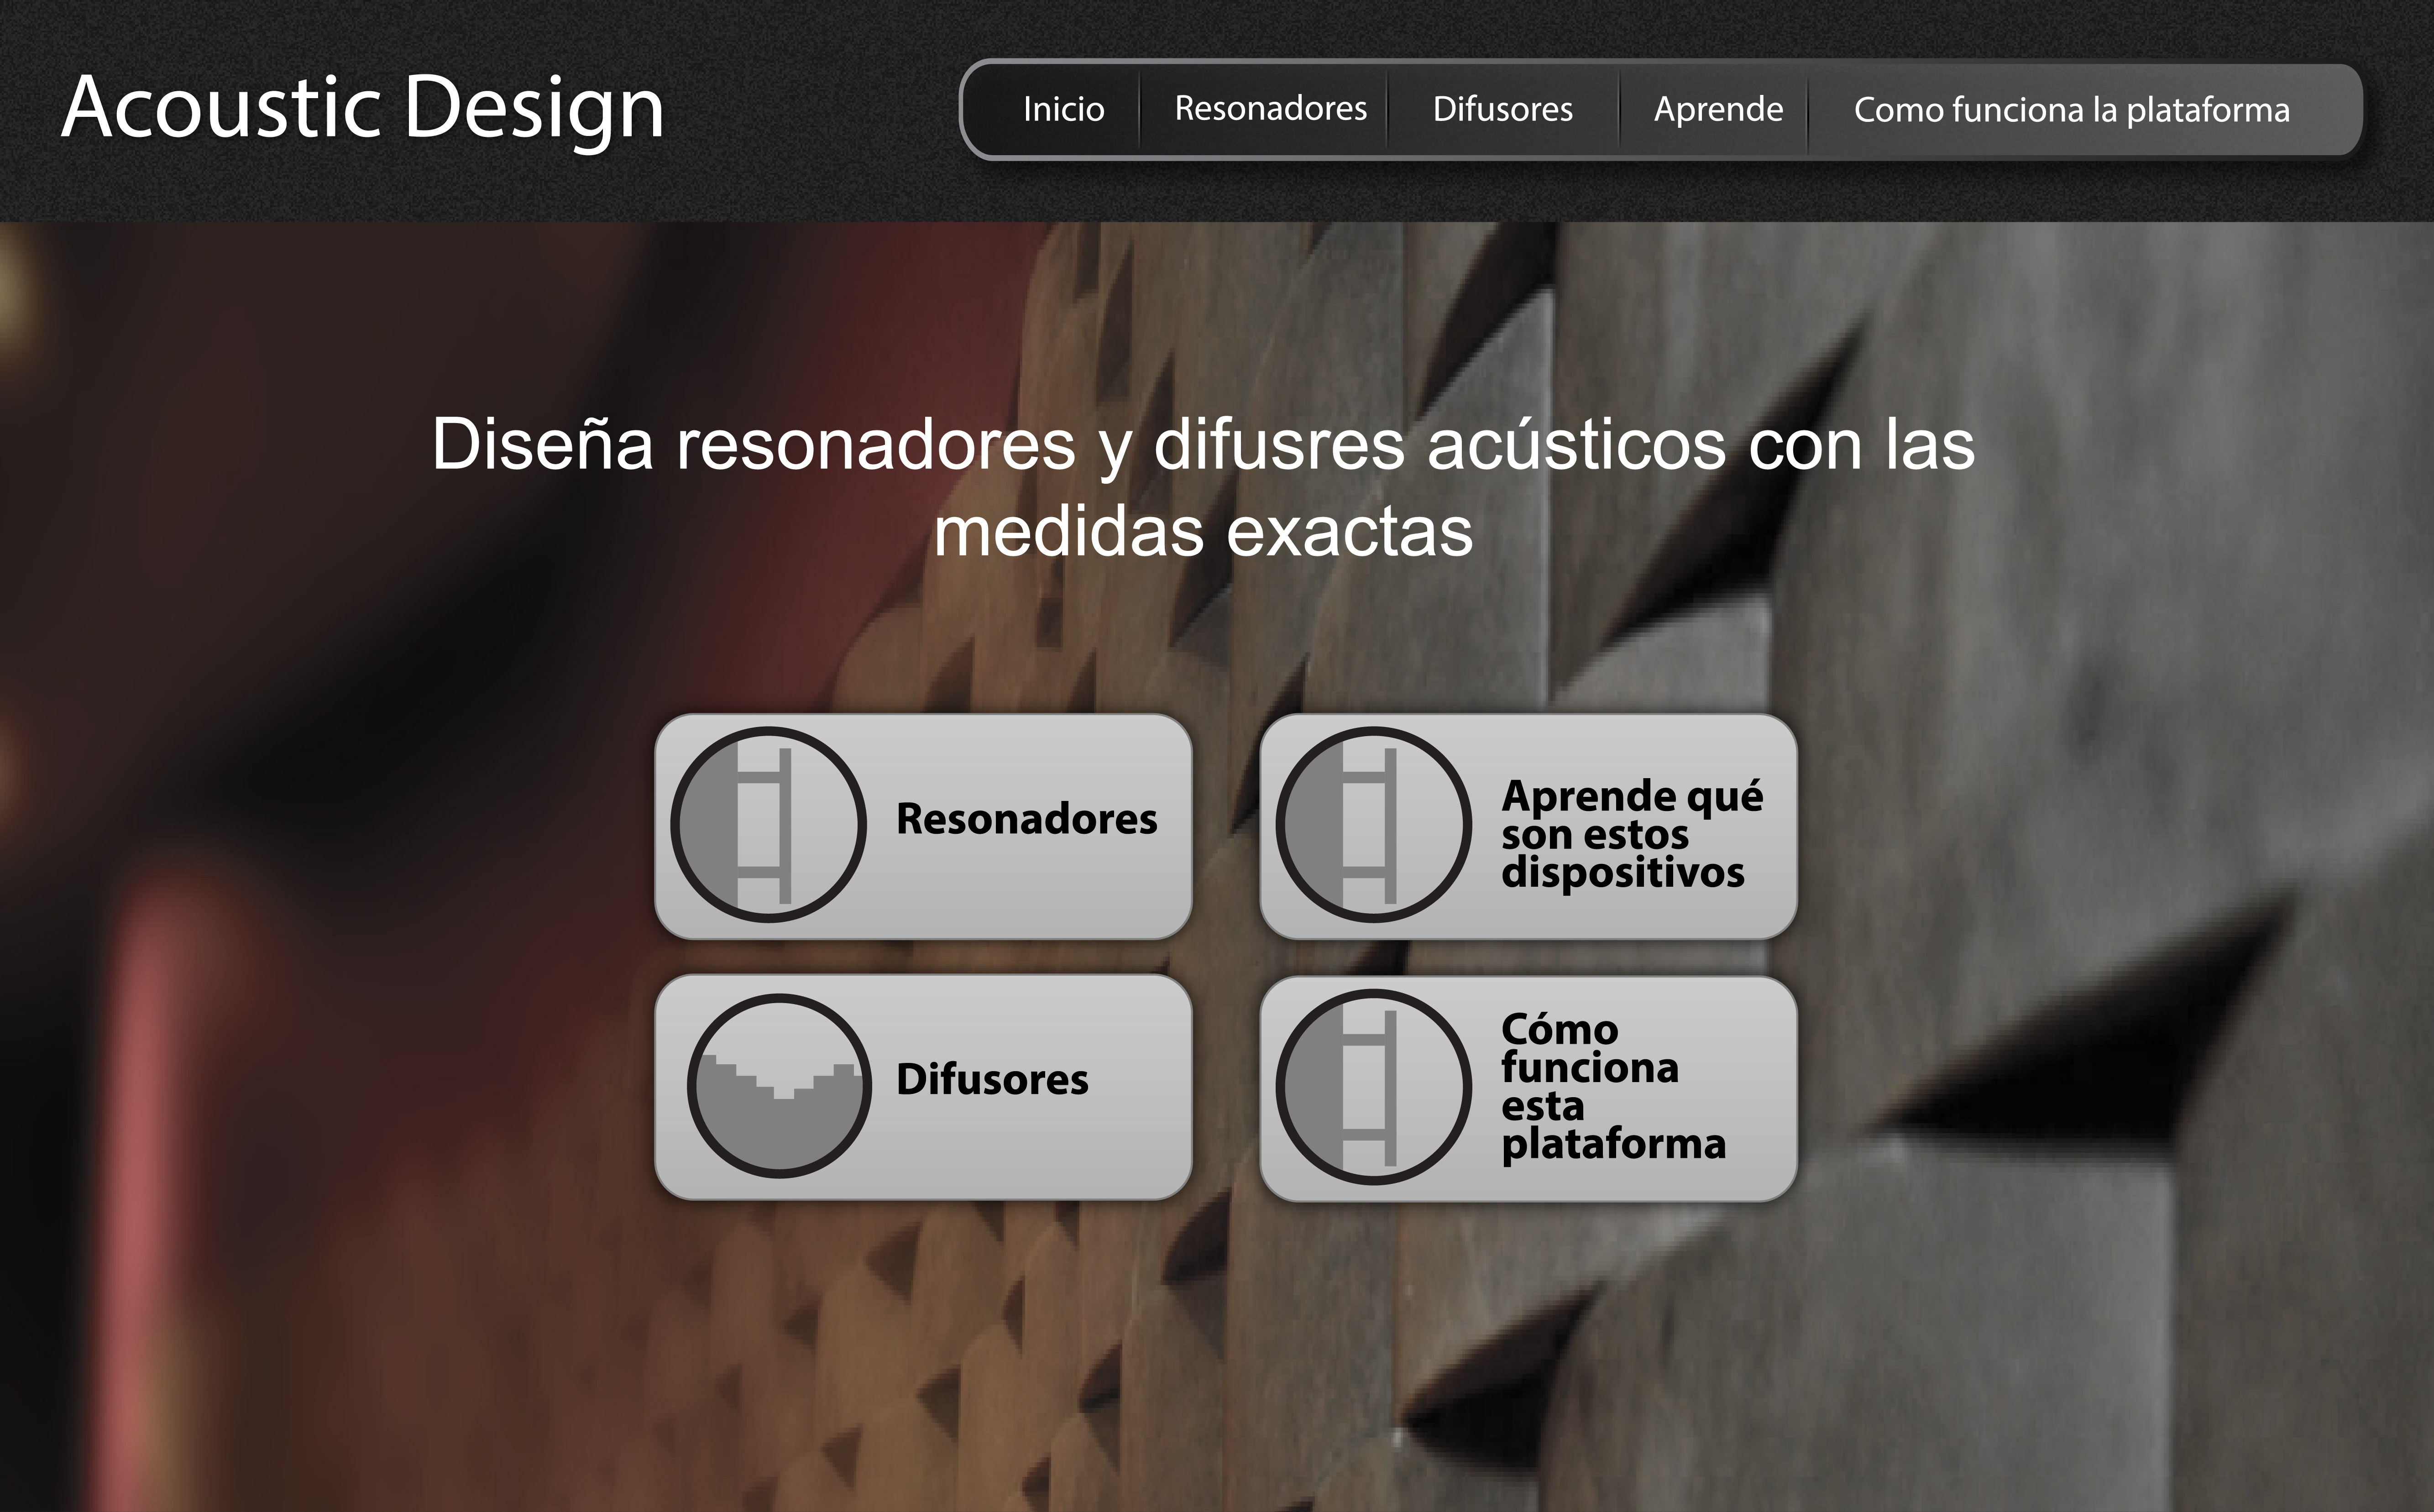 Acoustic Design
Inicio
Resonadores
Difusores
Aprende
Como funciona la plataforma
Diseña resonadores y difusres acústicos con las
medidas exactas
Resonadores
Aprende qué
son estos
dispositivos
Difusores
Cómo
funciona
esta
plataforma